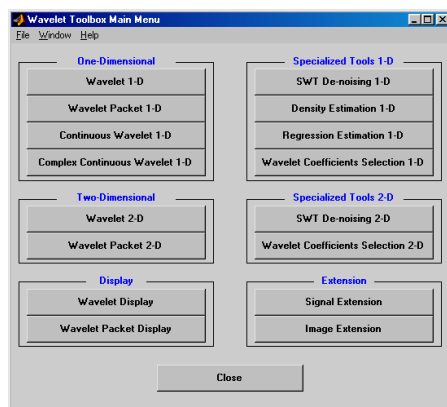 Wavelet Toolbox Main Menu
File Window Help
One-Dimensional
Wavelet 1-D
Wavelet Packet 1-D
Continuous Wavelet 1-D
Complex Continuous Wavelet 1-D
Specialized Tools 1-D
SWT De-noising 1-D
Density Estimation 1-D
Regression Estimation 1-D
Wavelet Coefficients Selection 1-D
Two-Dimensional
Wavelet 2-D
Wavelet Packet 2-D
Specialized Tools 2-D
SWT De-noising 2-D
Wavelet Coefficients Selection 2-D
Display
Wavelet Display
Wavelet Packet Display
Extension
Signal Extension
Image Extension
Close